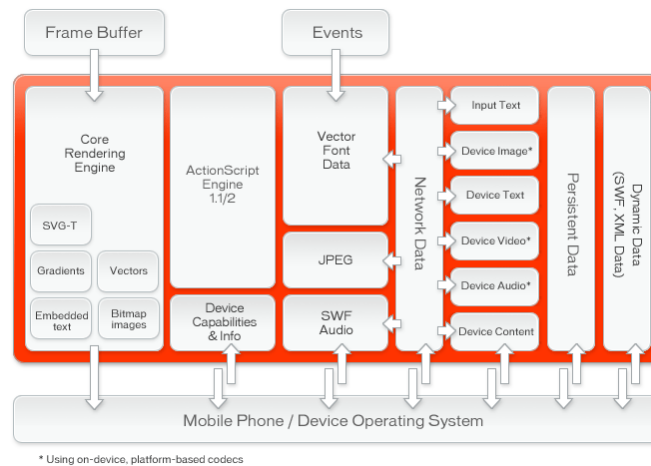 Frame Buffer
Events
Core
Rendering
Engine
SVG-T
Gradients
Vectors
Embedded
text
Bitmap
images
ActionScript
Engine
1.1/2
Device
Capabilities
& Info
Vector
Font
Data
JPEG
SWF
Audio
Network Data
Input Text
Device Image*
Device Text
Device Video*
Device Audio*
Device Content
Persistent Data
Dynamic Data
(SWF, XML Data)
Mobile Phone / Device Operating System
* Using on-device, platform-based codecs